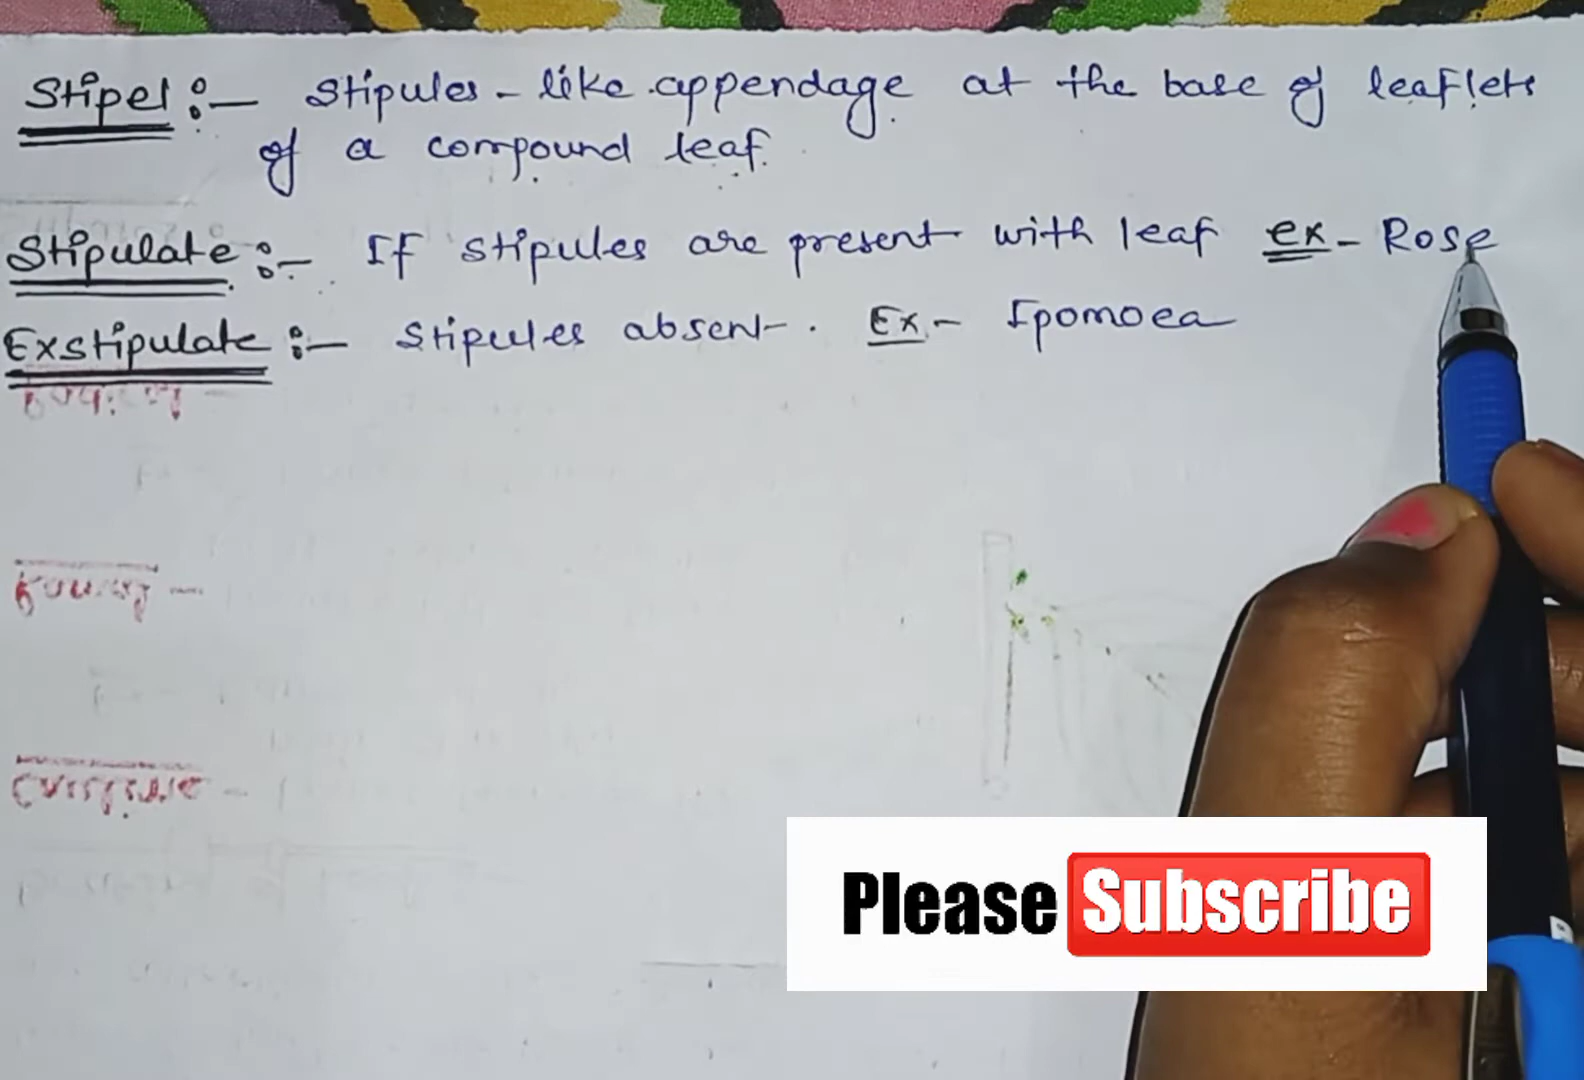 Stipel :- Stipules - like appendage at the base of leaflets
of a compound leaf.
Stipulate :- If stipules are present with leaf ex - Rose
Exstipulate :- Stipules absent. Ex - Ipomoea
Please Subscribe